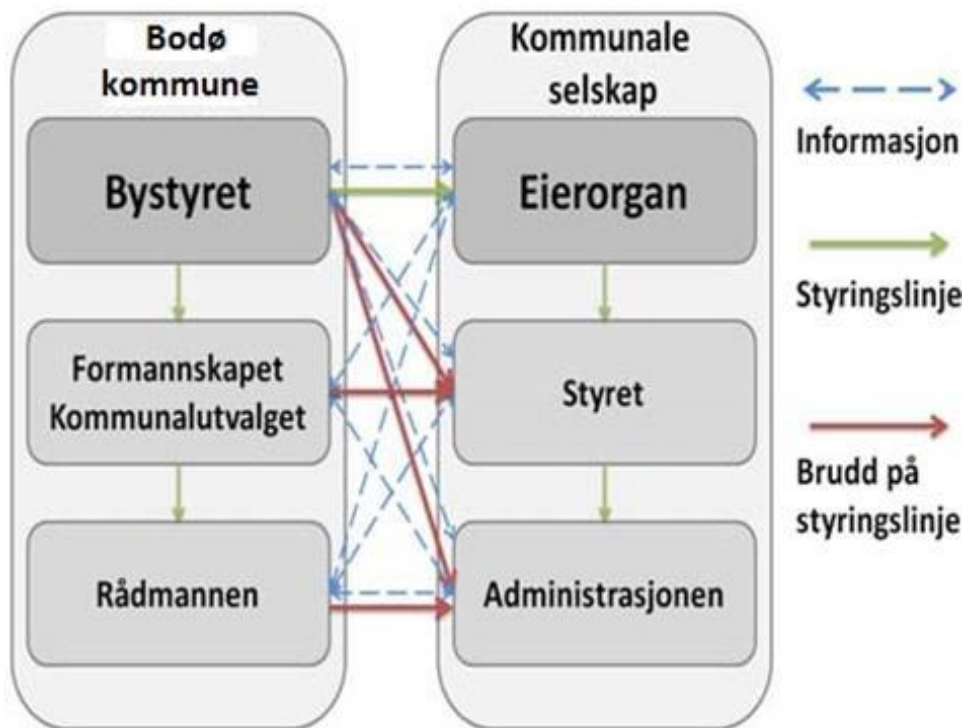 Bodø
kommune
Bystyret
Formannskapet
Kommunalutvalget
Rådmannen
Kommunale
selskap
Eierorgan
Styret
Administrasjonen
Informasjon
Styringslinje
Brudd på
styringslinje